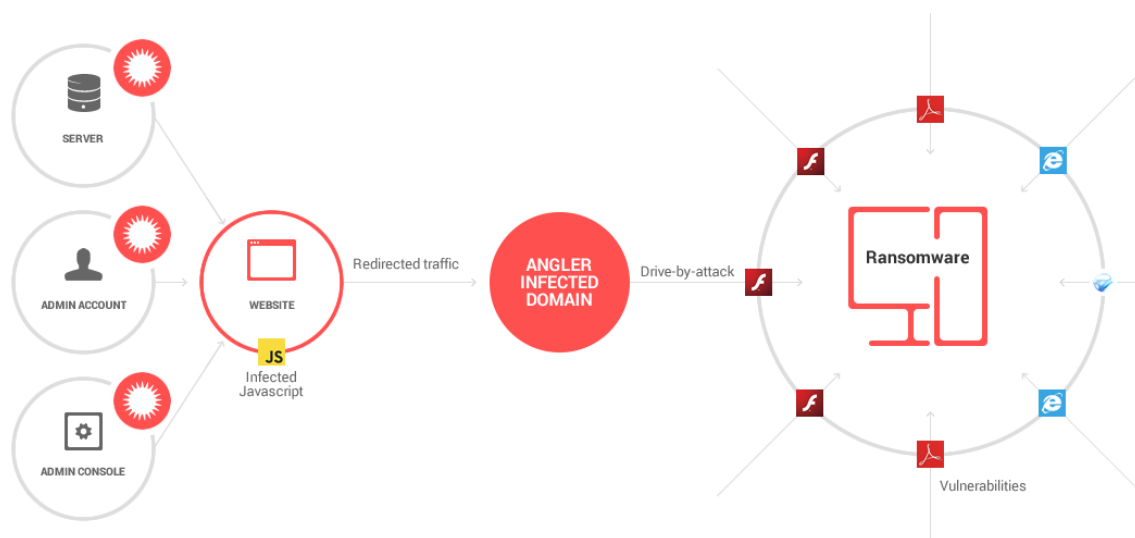 SERVER
ADMIN ACCOUNT
ADMIN CONSOLE
WEBSITE
JS
Infected
Javascript
Redirected traffic
ANGLER
INFECTED
DOMAIN
Drive-by-attack
Ransomware
Vulnerabilities